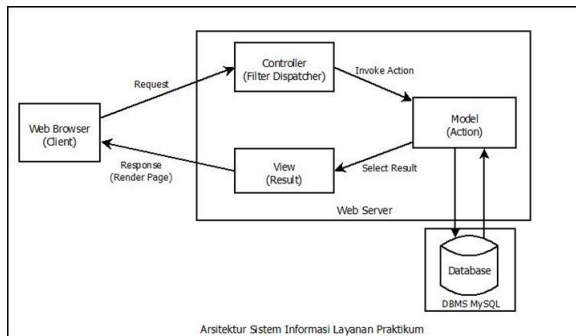 Controller
(Filter Dispatcher)
Request
Invoke Action
Web Browser
(Client)
Model
(Action)
Response
(Render Page)
View
(Result)
Select Result
Web Server
Database
DBMS MySQL
Arsitektur Sistem Informasi Layanan Praktikum